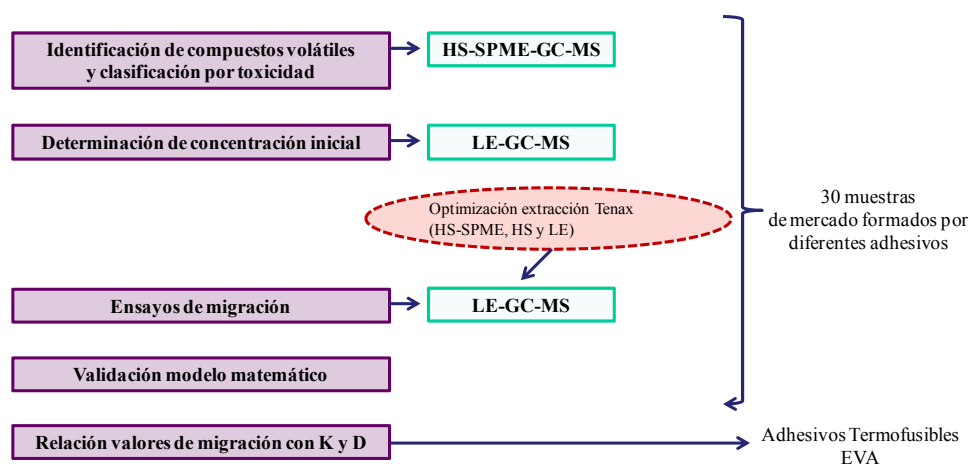 Identificación de compuestos volátiles
y clasificación por toxicidad
HS-SPME-GC-MS
Determinación de concentración inicial
LE-GC-MS
Optimización extracción Tenax
(HS-SPME, HS y LE)
30 muestras
de mercado formados por
diferentes adhesivos
Ensayos de migración
LE-GC-MS
Validación modelo matemático
Relación valores de migración con K y D
Adhesivos Termofusibles
EVA